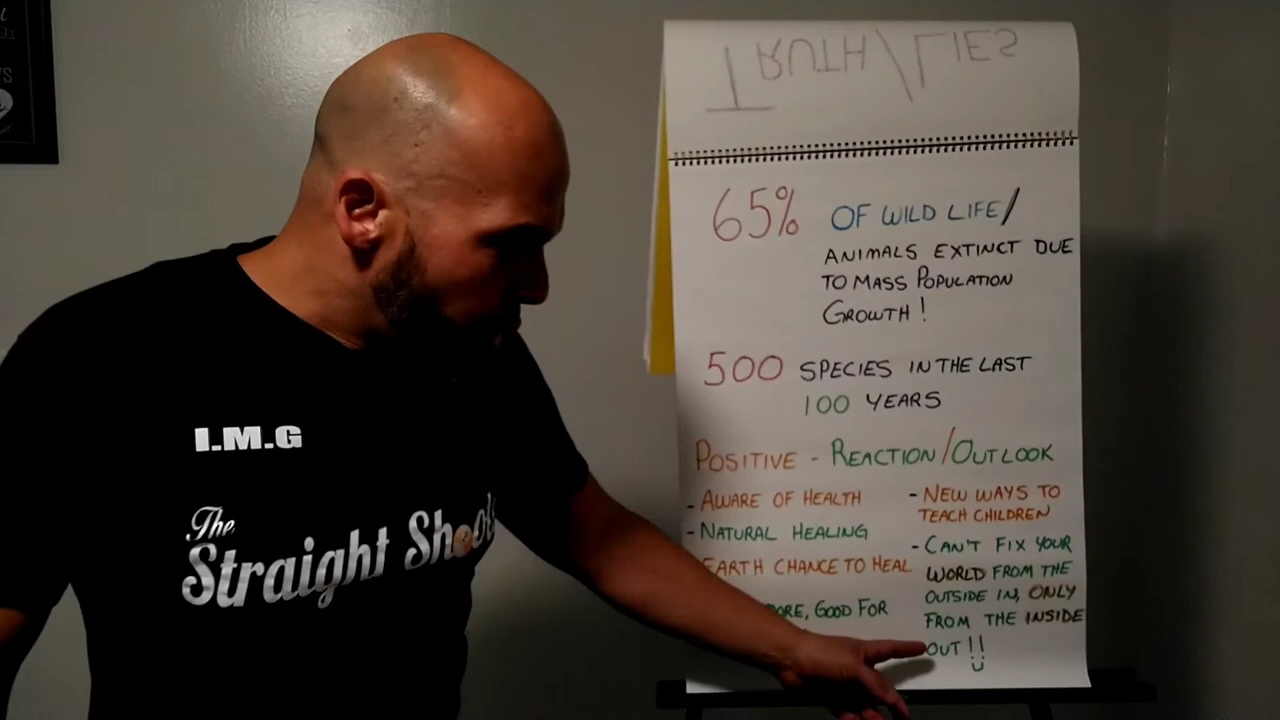 TRUTH/LIES
65% OF WILD LIFE/
ANIMALS EXTINCT DUE
TO MASS POPULATION
GROWTH!
500 SPECIES IN THE LAST
100 YEARS
POSITIVE - REACTION/OUTLOOK
- AWARE OF HEALTH
- NATURAL HEALING
EARTH CHANCE TO HEAL
GOOD FOR
- NEW WAYS TO
TEACH CHILDREN
- CAN'T FIX YOUR
WORLD FROM THE
OUTSIDE IN, ONLY
FROM THE INSIDE
OUT !!
I.M.G
The
Straight